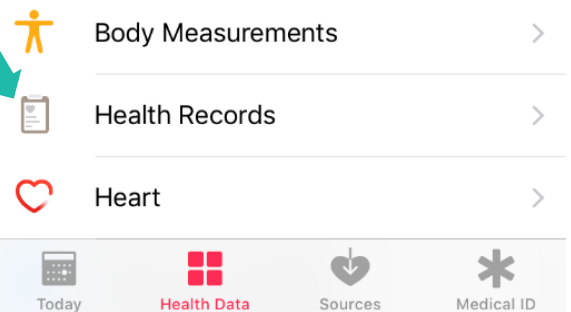 Body Measurements
Health Records
Heart
Today
Health Data
Sources
Medical ID